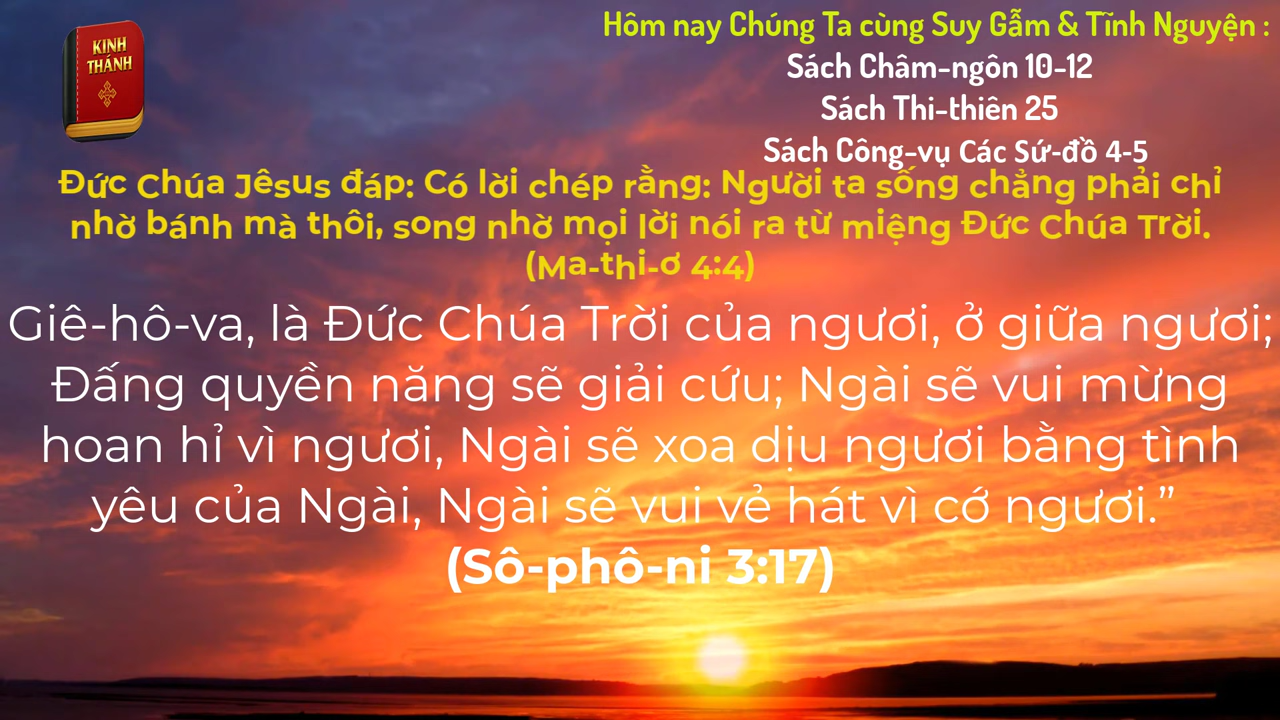 KINH
THÁNH
Hôm nay Chúng Ta cùng Suy Gẫm & Tĩnh Nguyện :
Sách Châm-ngôn 10-12
Sách Thi-thiên 25
Sách Công-vụ Các Sứ-đồ 4-5
Đức Chúa Jêsus đáp: Có lời chép rằng: Người ta sống chẳng phải chỉ
nhờ bánh mà thôi, song nhờ mọi lời nói ra từ miệng Đức Chúa Trời.
(Ma-thi-ơ 4:4)
Giê-hô-va, là Đức Chúa Trời của ngươi, ở giữa ngươi;
Đấng quyền năng sẽ giải cứu; Ngài sẽ vui mừng
hoan hỉ vì ngươi, Ngài sẽ xoa dịu ngươi bằng tình
yêu của Ngài, Ngài sẽ vui vẻ hát vì cớ ngươi.”
(Sô-phô-ni 3:17)